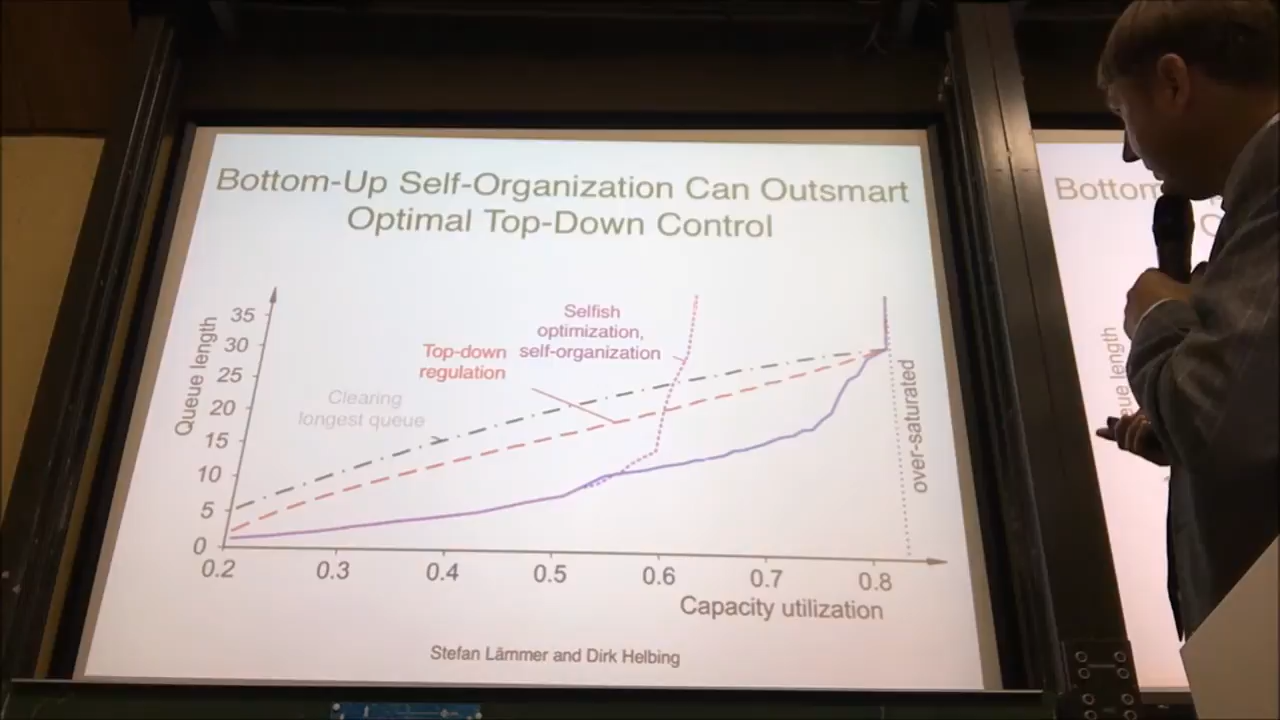 Bottom-Up Self-Organization Can Outsmart
Optimal Top-Down Control
Queue length
35
30
25
20
15
10
5
0
Selfish
optimization,
self-organization
Top-down
regulation
Clearing
longest queue
over-saturated
0.2 0.3 0.4 0.5 0.6 0.7 0.8
Capacity utilization
Stefan Lämmer and Dirk Helbing
Bottom